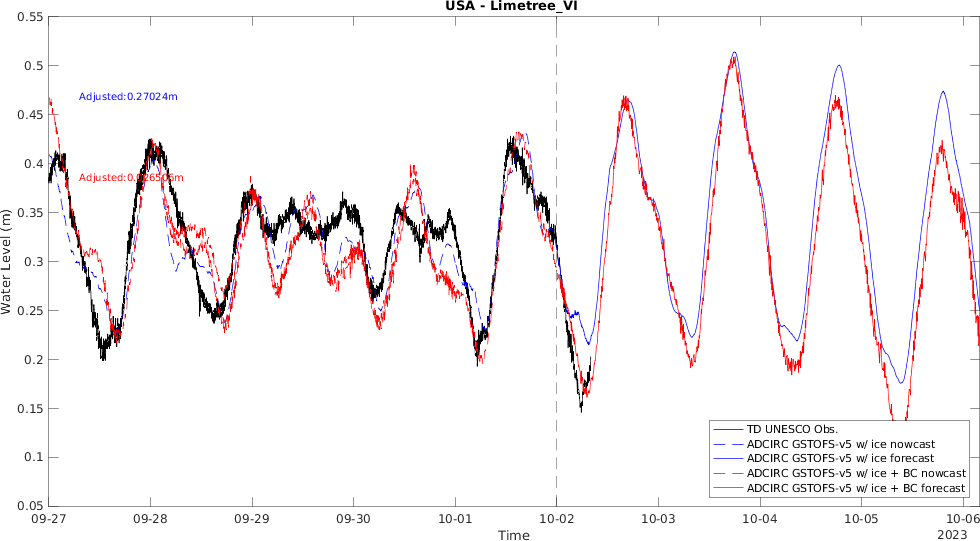 USA - Limetree_VI
0.55
0.5
0.45
0.4
0.35
0.3
0.25
0.2
0.15
0.1
0.05
Water Level (m)
Adjusted:0.27024m
TD UNESCO Obs.
ADCIRC GSTOFS-v5 w/ ice nowcast
ADCIRC GSTOFS-v5 w/ ice forecast
ADCIRC GSTOFS-v5 w/ ice + BC nowcast
ADCIRC GSTOFS-v5 w/ ice + BC forecast
09-27 09-28 09-29 09-30 10-01 10-02 10-03 10-04 10-05 10-06
Time
2023